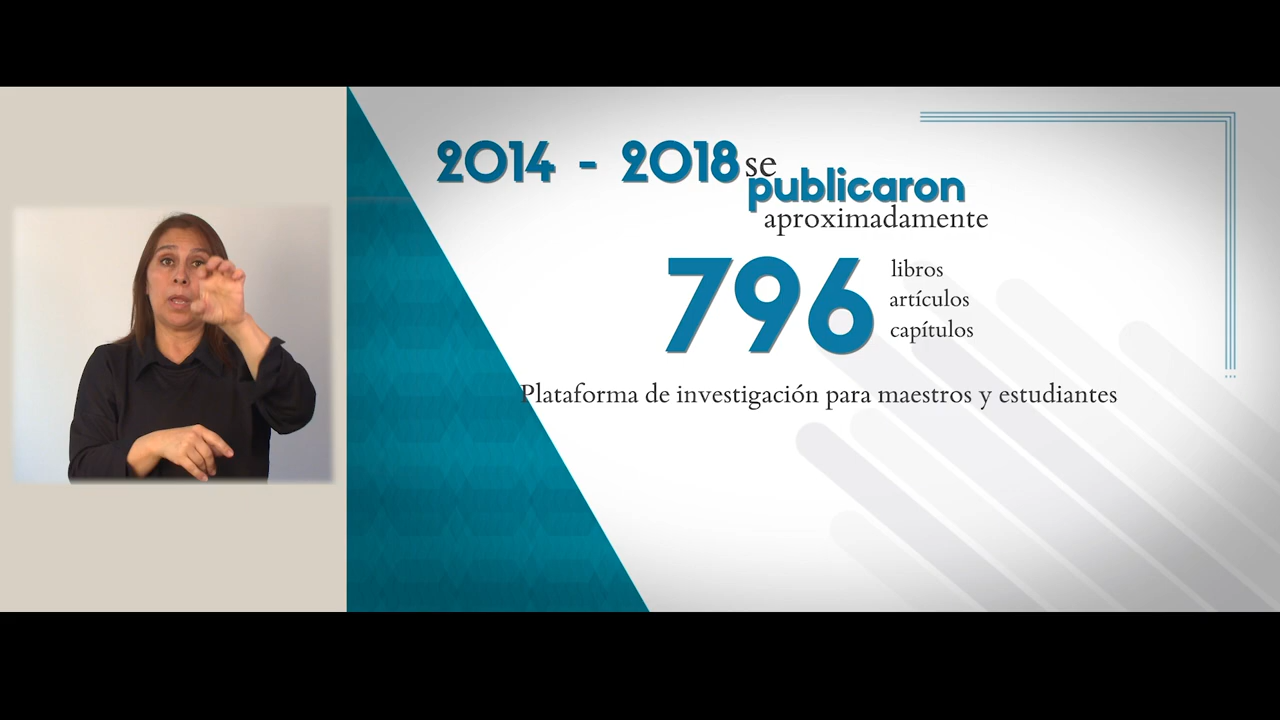 2014 - 2018 se
publicaron
aproximadamente
796
libros
artículos
capítulos
Plataforma de investigación para maestros y estudiantes